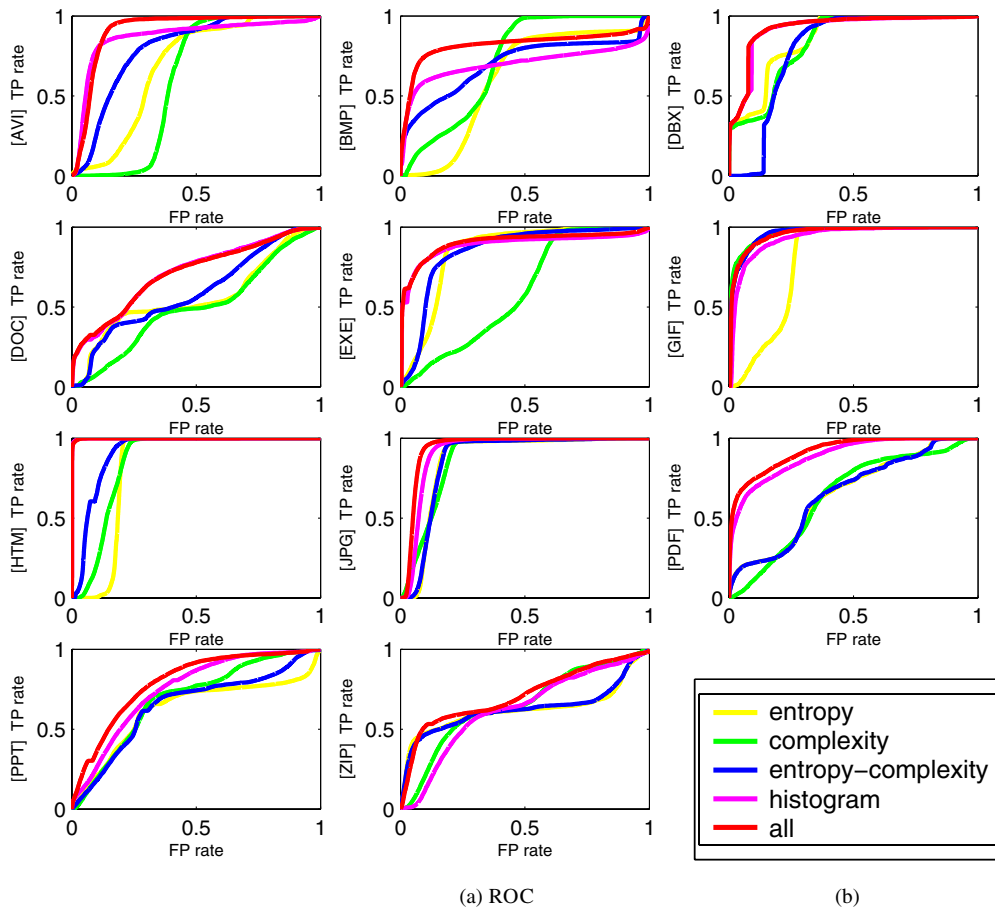 1
0.5
0
[AVI] TP rate
0 0.5 1
FP rate
1
0.5
0
[BMP] TP rate
0 0.5 1
FP rate
1
0.5
0
[DBX] TP rate
0 0.5 1
FP rate
1
0.5
0
[DOC] TP rate
0 0.5 1
FP rate
1
0.5
0
[EXE] TP rate
0 0.5 1
FP rate
1
0.5
0
[GIF] TP rate
0 0.5 1
FP rate
1
0.5
0
[HTM] TP rate
0 0.5 1
FP rate
1
0.5
0
[JPG] TP rate
0 0.5 1
FP rate
1
0.5
0
[PDF] TP rate
0 0.5 1
FP rate
1
0.5
0
[PPT] TP rate
0 0.5 1
FP rate
1
0.5
0
[ZIP] TP rate
0 0.5 1
FP rate
entropy
complexity
entropy−complexity
histogram
all
(a) ROC
(b)